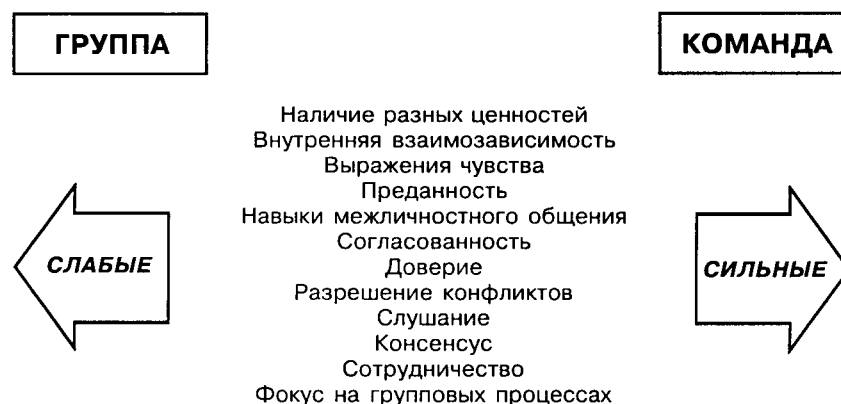 ГРУППА
КОМАНДА
Наличие разных ценностей
Внутренняя взаимозависимость
Выражения чувства
Преданность
Навыки межличностного общения
Согласованность
Доверие
Разрешение конфликтов
Слушание
Консенсус
Сотрудничество
Фокус на групповых процессах
СЛАБЫЕ
СИЛЬНЫЕ